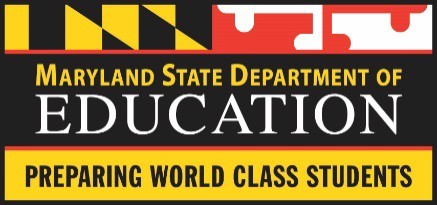 MARYLAND STATE DEPARTMENT OF
EDUCATION
PREPARING WORLD CLASS STUDENTS